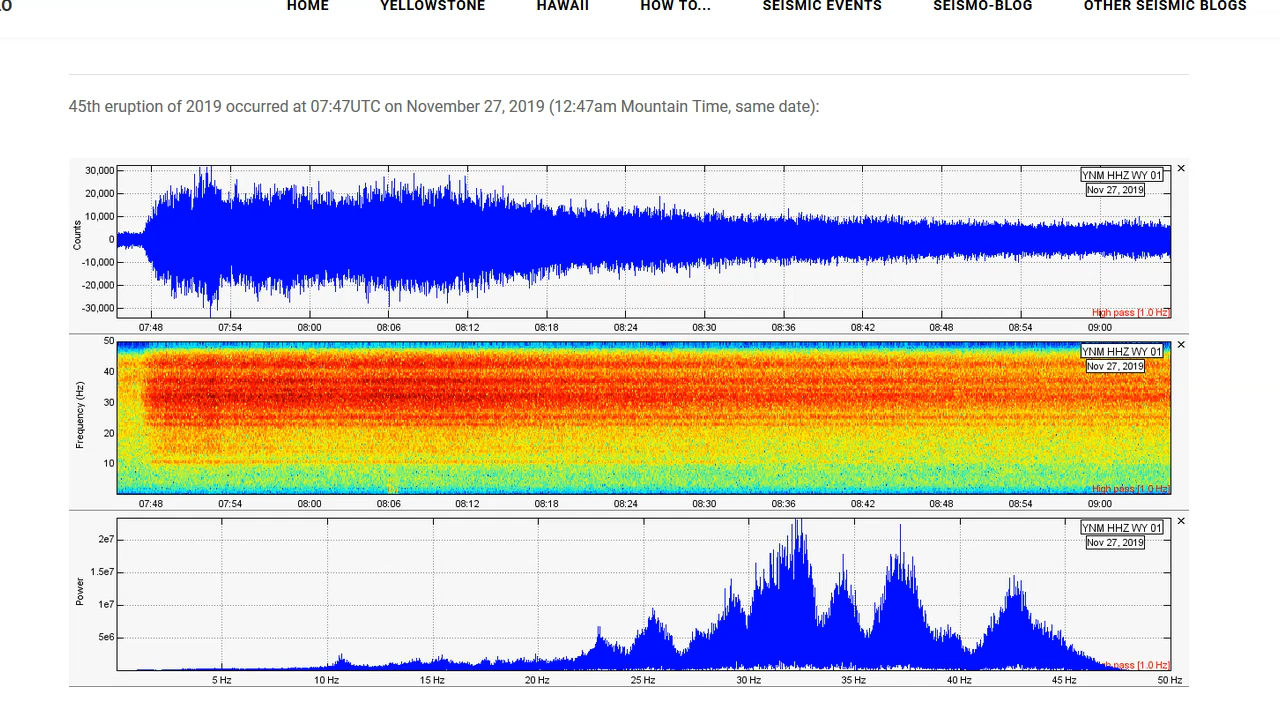 HOME YELLOWSTONE HAWAII HOW TO... SEISMIC EVENTS SEISMO-BLOG OTHER SEISMIC BLOGS
45th eruption of 2019 occurred at 07:47UTC on November 27, 2019 (12:47am Mountain Time, same date):
30,000
20,000
10,000
0
-10,000
-20,000
-30,000
Counts
YNM HHZ WY 01
Nov 27, 2019
High pass [1.0 Hz]
07:48 07:54 08:00 08:06 08:12 08:18 08:24 08:30 08:36 08:42 08:48 08:54 09:00
50
40
30
20
10
Frequency (Hz)
YNM HHZ WY 01
Nov 27, 2019
High pass [1.0 Hz]
07:48 07:54 08:00 08:06 08:12 08:18 08:24 08:30 08:36 08:42 08:48 08:54 09:00
2e7
1.5e7
1e7
5e6
Power
YNM HHZ WY 01
Nov 27, 2019
pass [1.0 Hz]
5 Hz 10 Hz 15 Hz 20 Hz 25 Hz 30 Hz 35 Hz 40 Hz 45 Hz 50 Hz